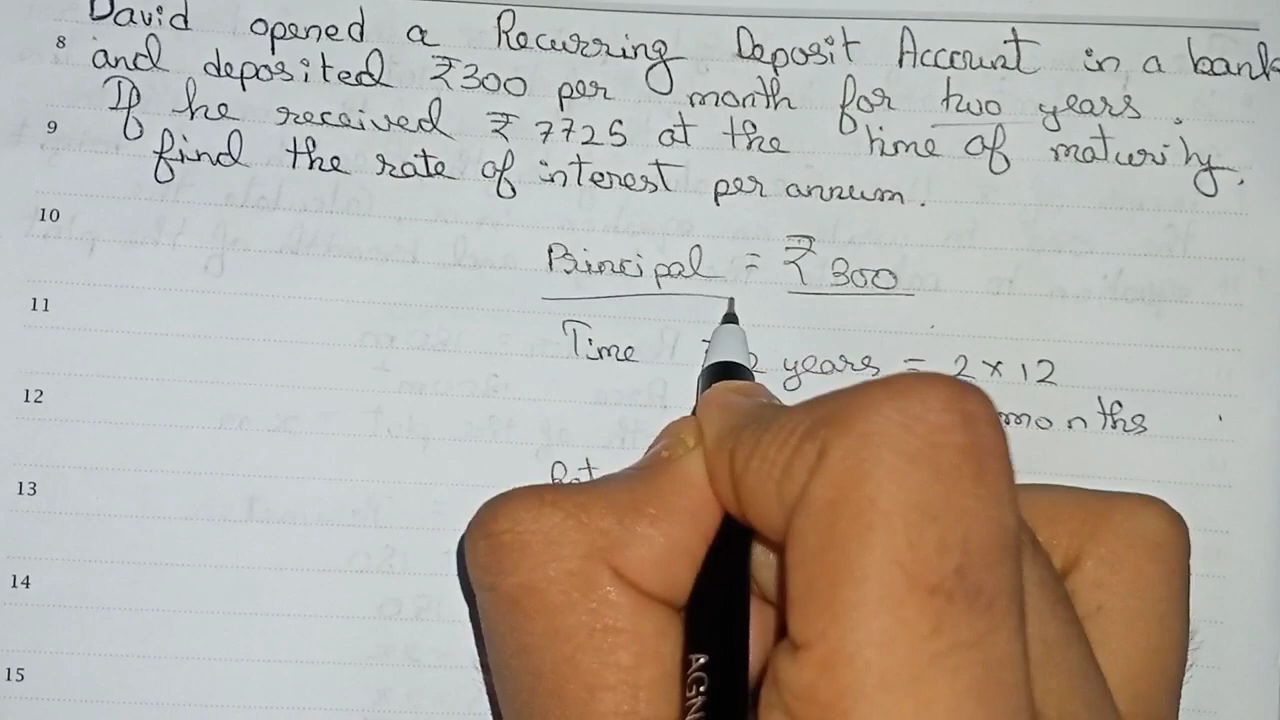 David opened a Recurring Deposit Account in a bank
8 and deposited ₹300 per month for two years.
If he received ₹7725 at the time of maturity,
9 find the rate of interest per annum.
10
Principal = ₹300
11
Time 2 years = 2 × 12
12 months
13
14
15
AGN